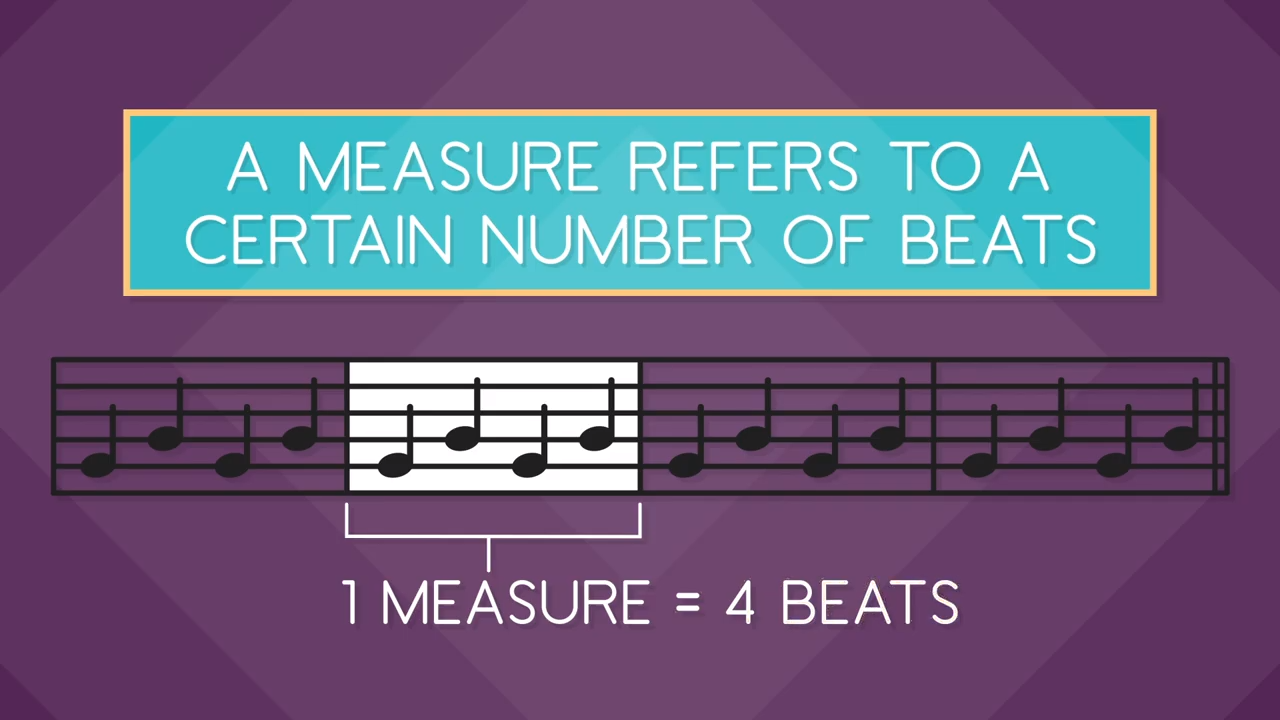 A MEASURE REFERS TO A
CERTAIN NUMBER OF BEATS
1 MEASURE = 4 BEATS